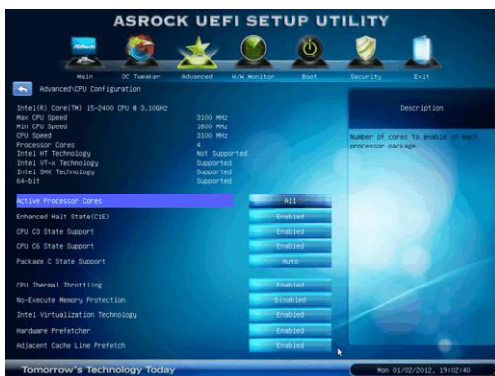 ASROCK UEFI SETUP UTILITY
Main
OC Tweaker
Advanced
H/W Monitor
Boot
Security
Exit
Advanced\CPU Configuration
Description
Intel(R) Core(TM) i5-2400 CPU @ 3.10GHz
Max CPU Speed 3100 MHz
Min CPU Speed 1600 MHz
CPU Speed 3100 MHz
Processor Cores 4
Intel HT Technology Not Supported
Intel VT-x Technology Supported
Intel SMX Technology Supported
64-bit Supported
Number of cores to enable in each
processor package.
Active Processor Cores All
Enhanced Halt State(C1E) Enabled
CPU C3 State Support Enabled
CPU C6 State Support Enabled
Package C State Support Auto
CPU Thermal Throttling Enabled
No-Execute Memory Protection Disabled
Intel Virtualization Technology Enabled
Hardware Prefetcher Enabled
Adjacent Cache Line Prefetch Enabled
Tomorrow's Technology Today
Mon 01/02/2012, 19:02:40